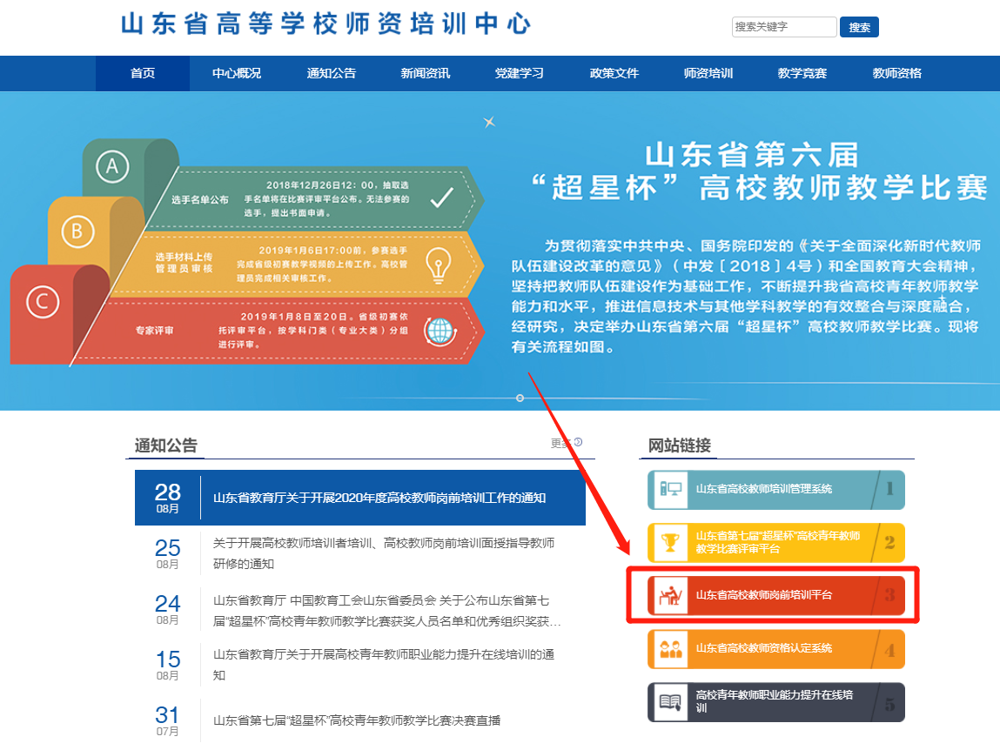 山东省高等学校师资培训中心
搜索关键字
搜索
首页
中心概况
通知公告
新闻资讯
党建学习
政策文件
师资培训
教学竞赛
教师资格
A
选手名单公布
2018年12月26日12：00，抽取选
手名单将在比赛评审平台公布。无法参赛的
选手，提出书面申请。
B
选手材料上传
管理员审核
2019年1月6日17:00前，参赛选手
完成省级初赛教学视频的上传工作。高校管
理员完成相关审核工作。
C
专家评审
2019年1月8日至20日。省级初赛依
托评审平台，按学科门类（专业大类）分组
进行评审。
山东省第六届
“超星杯”高校教师教学比赛
为贯彻落实中共中央、国务院印发的《关于全面深化新时代教师
队伍建设改革的意见》（中发［2018］4号）和全国教育大会精神，
坚持把教师队伍建设作为基础工作，不断提升我省高校青年教师教学
能力和水平，推进信息技术与其他学科教学的有效整合与深度融合，
经研究，决定举办山东省第六届“超星杯”高校教师教学比赛。现将
有关流程如图。
通知公告
更多
28
08月
山东省教育厅关于开展2020年度高校教师岗前培训工作的通知
25
08月
关于开展高校教师培训者培训、高校教师岗前培训面授指导教师
研修的通知
24
08月
山东省教育厅 中国教育工会山东省委员会 关于公布山东省第七
届“超星杯”高校青年教师教学比赛获奖人员名单和优秀组织奖获…
15
08月
山东省教育厅关于开展高校青年教师职业能力提升在线培训的通
知
31
07月
山东省第七届“超星杯”高校青年教师教学比赛决赛直播
网站链接
山东省高校教师培训管理系统
1
山东省第七届“超星杯”高校青年教师
教学比赛评审平台
2
山东省高校教师岗前培训平台
3
山东省高校教师资格认定系统
4
高校青年教师职业能力提升在线培
训
5